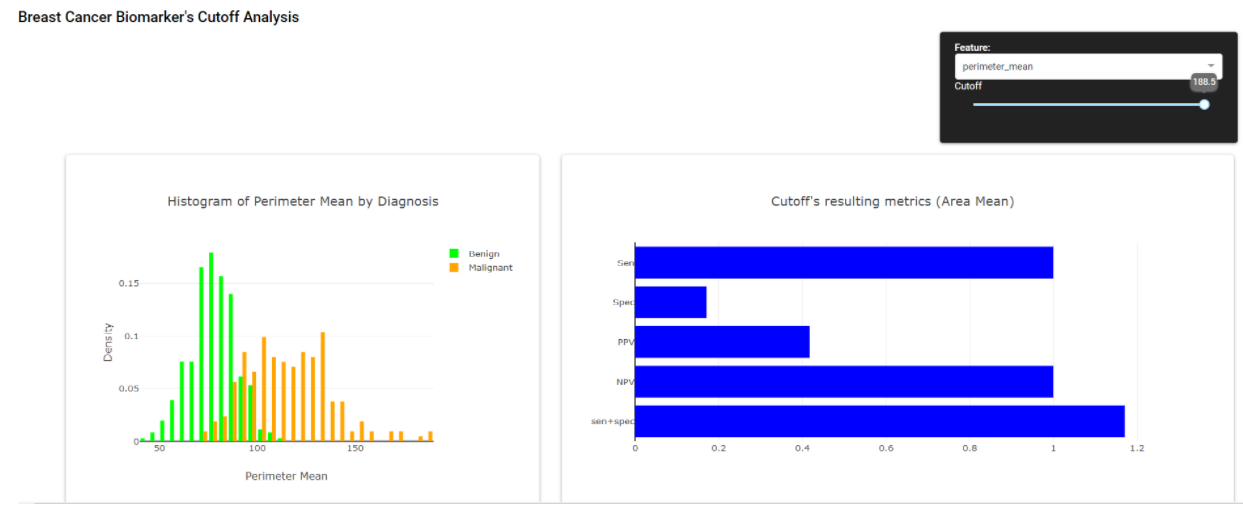 Breast Cancer Biomarker's Cutoff Analysis
Feature:
perimeter_mean
188.5
Cutoff
Histogram of Perimeter Mean by Diagnosis
Benign
Malignant
Density
0.15
0.1
0.05
0
50
100
150
Perimeter Mean
Cutoff's resulting metrics (Area Mean)
Sen
Spec
PPV
NPV
sen+spec
0
0.2
0.4
0.6
0.8
1
1.2